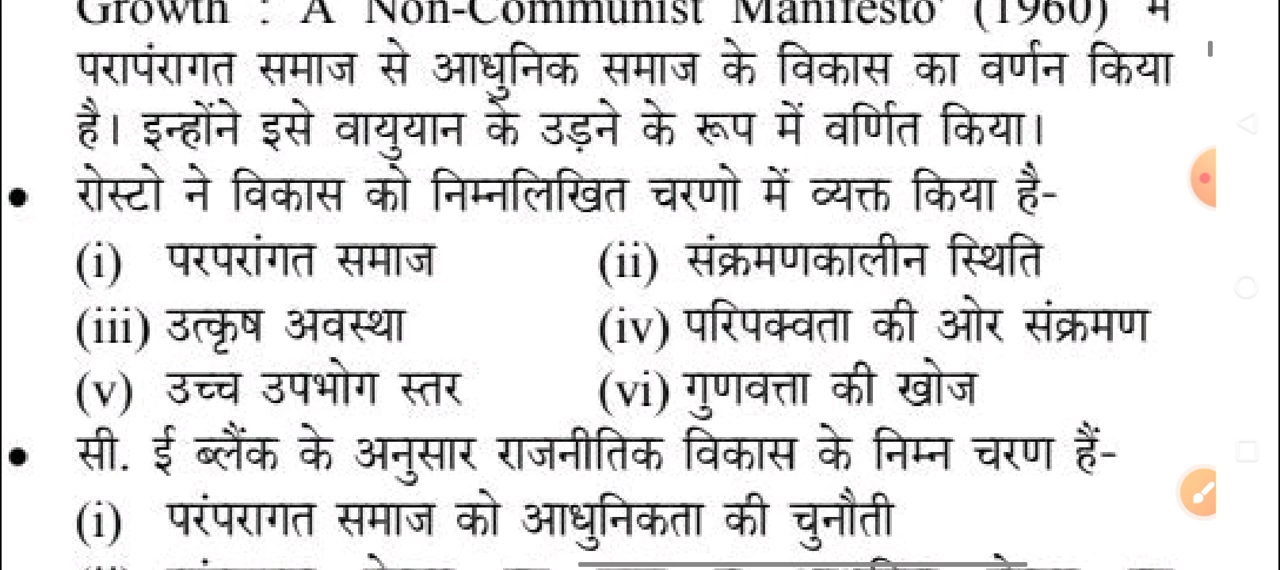 Growth : A Non-Communist Manifesto' (1960) में
परापंरागत समाज से आधुनिक समाज के विकास का वर्णन किया
है। इन्होंने इसे वायुयान के उड़ने के रूप में वर्णित किया।
• रोस्टो ने विकास को निम्नलिखित चरणो में व्यक्त किया है-
(i) परपरांगत समाज (ii) संक्रमणकालीन स्थिति
(iii) उत्कृष अवस्था (iv) परिपक्वता की ओर संक्रमण
(v) उच्च उपभोग स्तर (vi) गुणवत्ता की खोज
• सी. ई ब्लैंक के अनुसार राजनीतिक विकास के निम्न चरण हैं-
(i) परंपरागत समाज को आधुनिकता की चुनौती